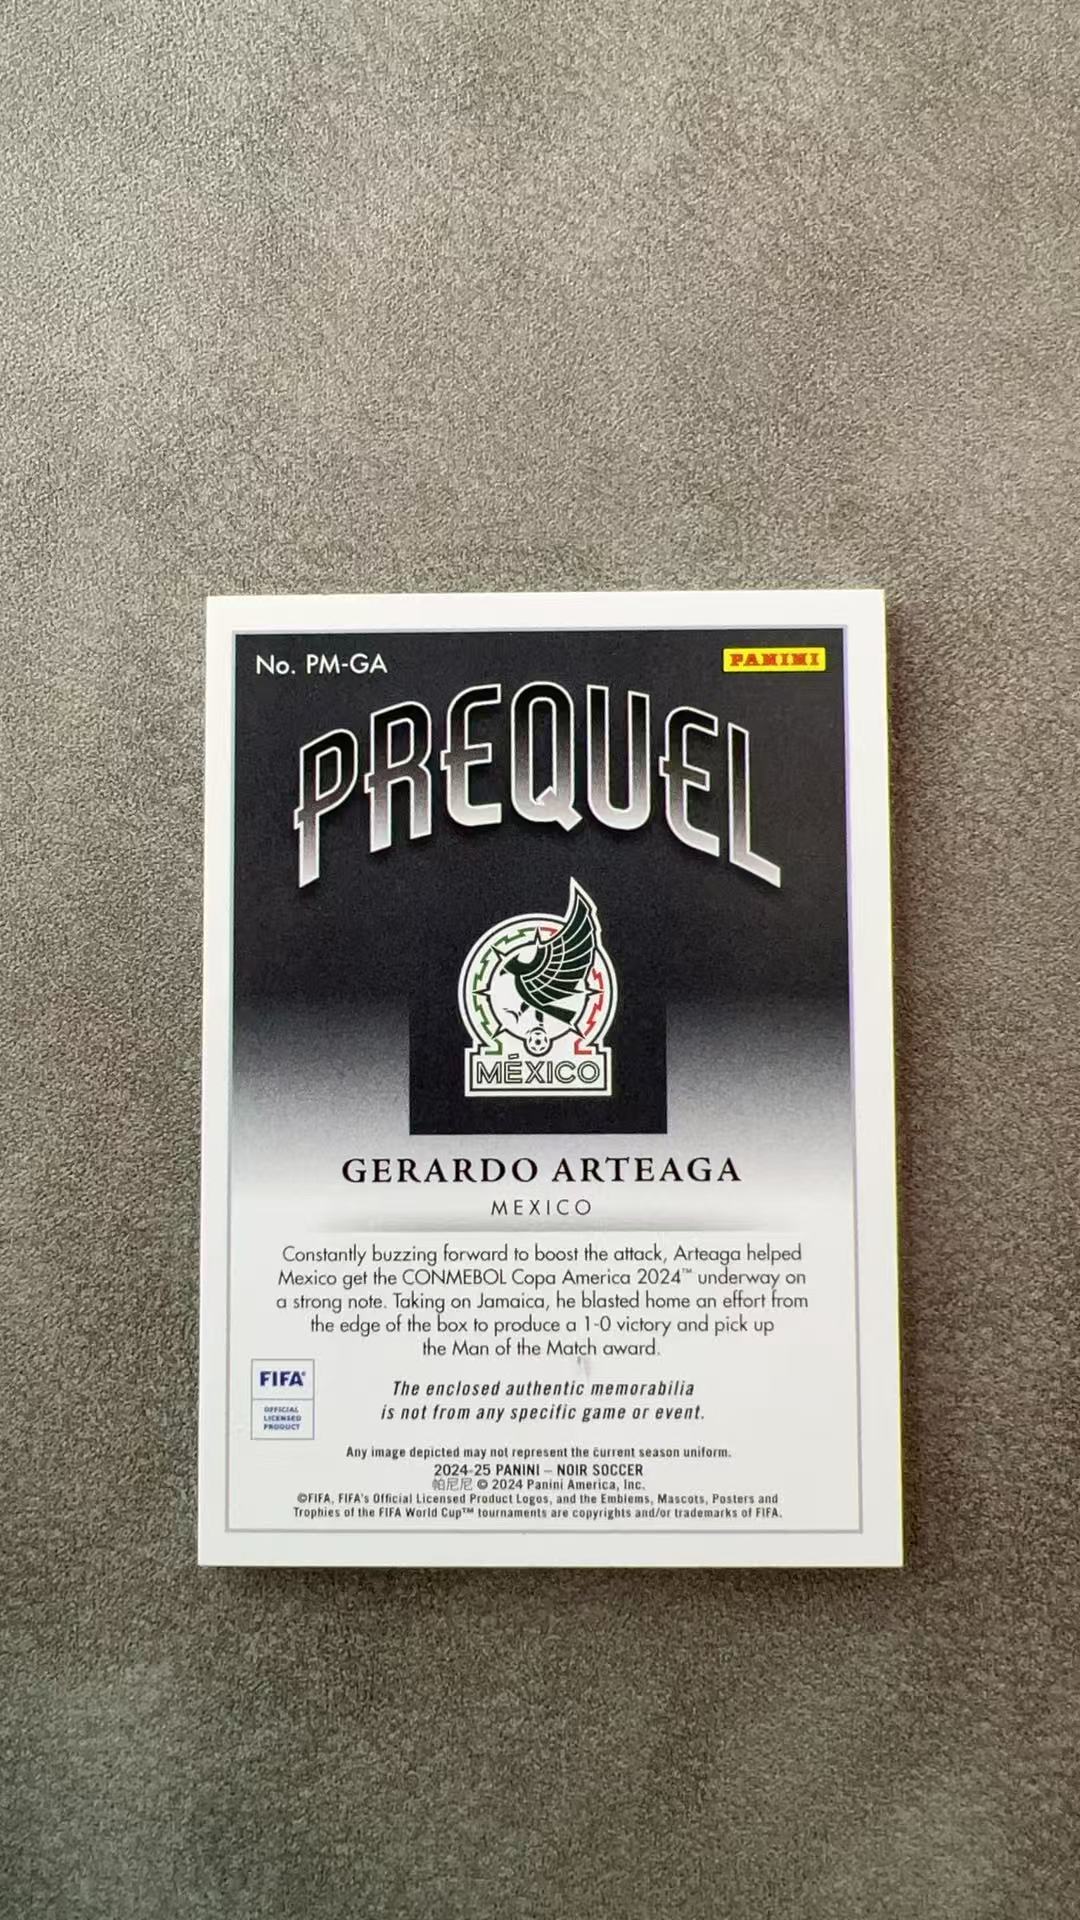 No. PM-GA
PANINI
PREQUEL
MÉXICO
GERARDO ARTEAGA
MEXICO
Constantly buzzing forward to boost the attack, Arteaga helped
Mexico get the CONMEBOL Copa America 2024™ underway on
a strong note. Taking on Jamaica, he blasted home an effort from
the edge of the box to produce a 1-0 victory and pick up
the Man of the Match award.
FIFA®
OFFICIAL
LICENSED
PRODUCT
The enclosed authentic memorabilia
is not from any specific game or event.
Any image depicted may not represent the current season uniform.
2024-25 PANINI – NOIR SOCCER
帕尼尼 © 2024 Panini America, Inc.
©FIFA, FIFA's Official Licensed Product Logos, and the Emblems, Mascots, Posters and
Trophies of the FIFA World Cup™ tournaments are copyrights and/or trademarks of FIFA.